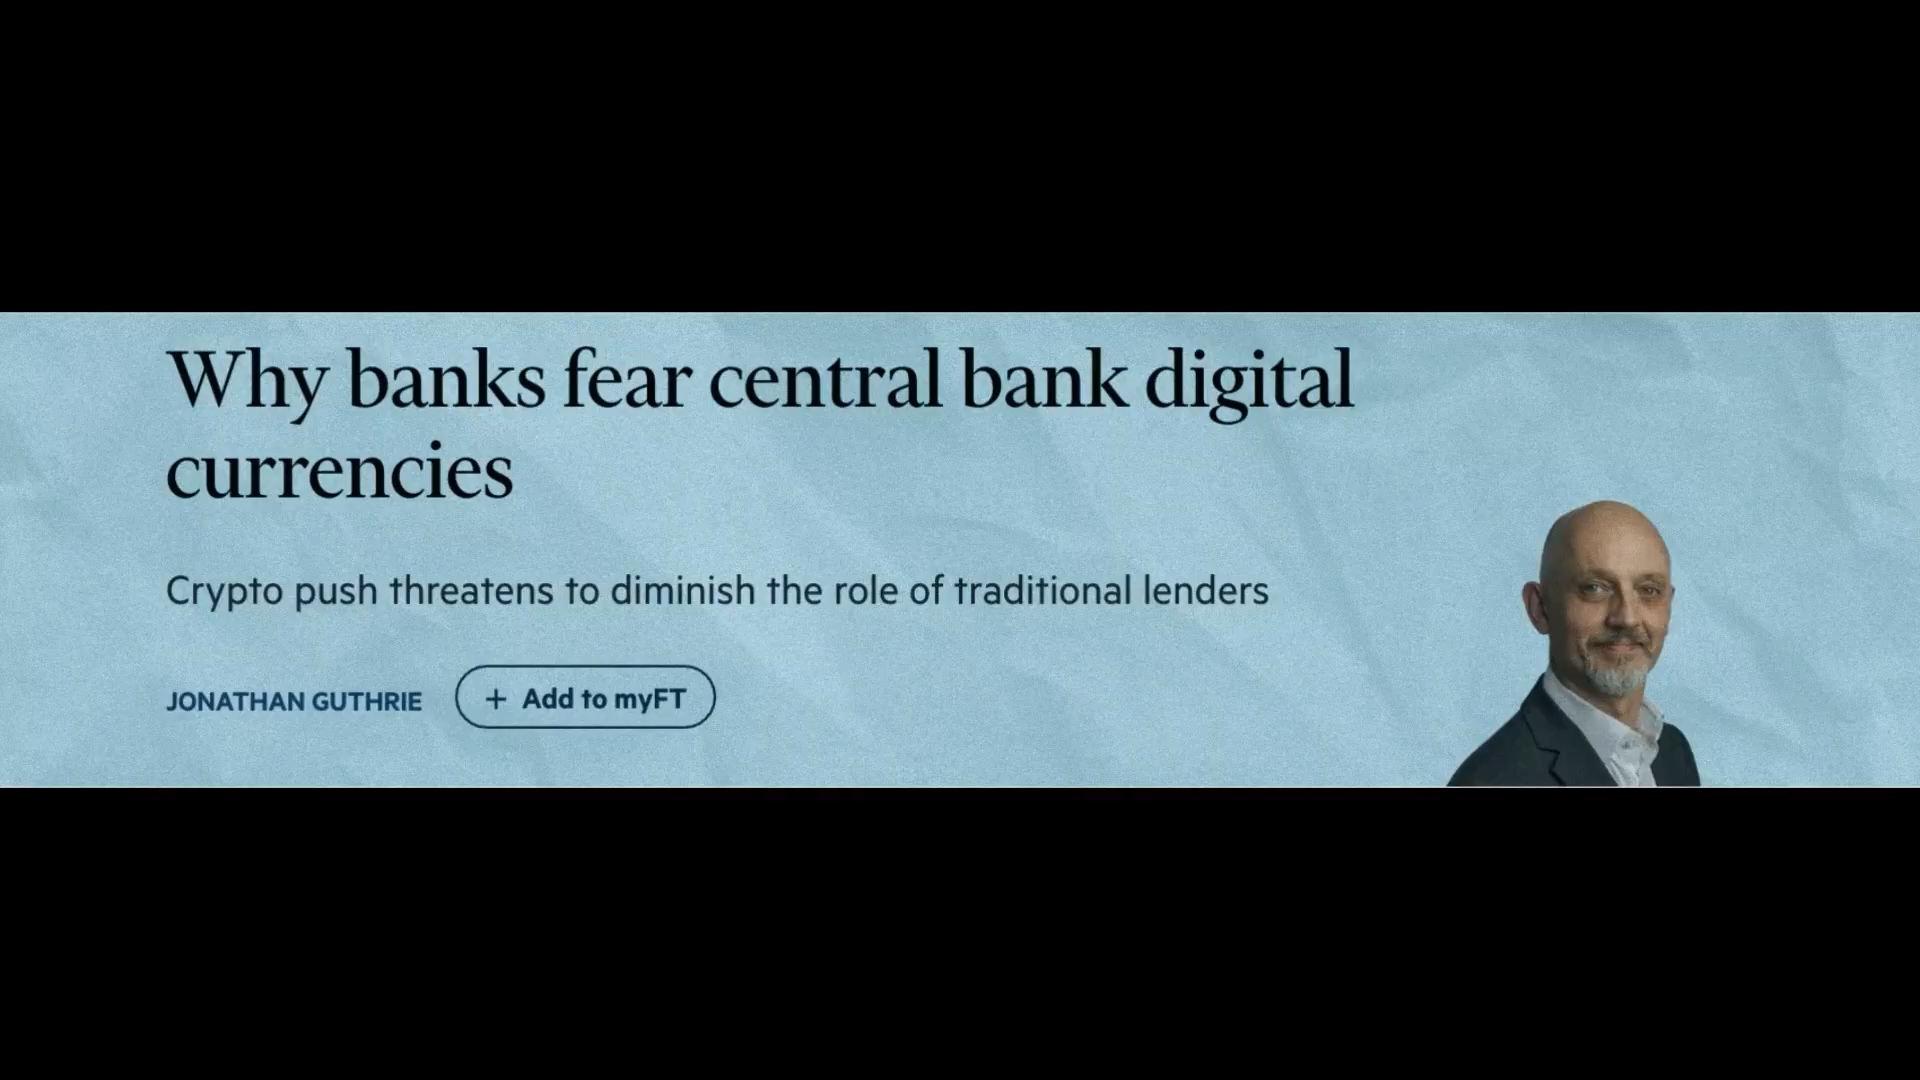 Why banks fear central bank digital
currencies
Crypto push threatens to diminish the role of traditional lenders
JONATHAN GUTHRIE
+ Add to myFT